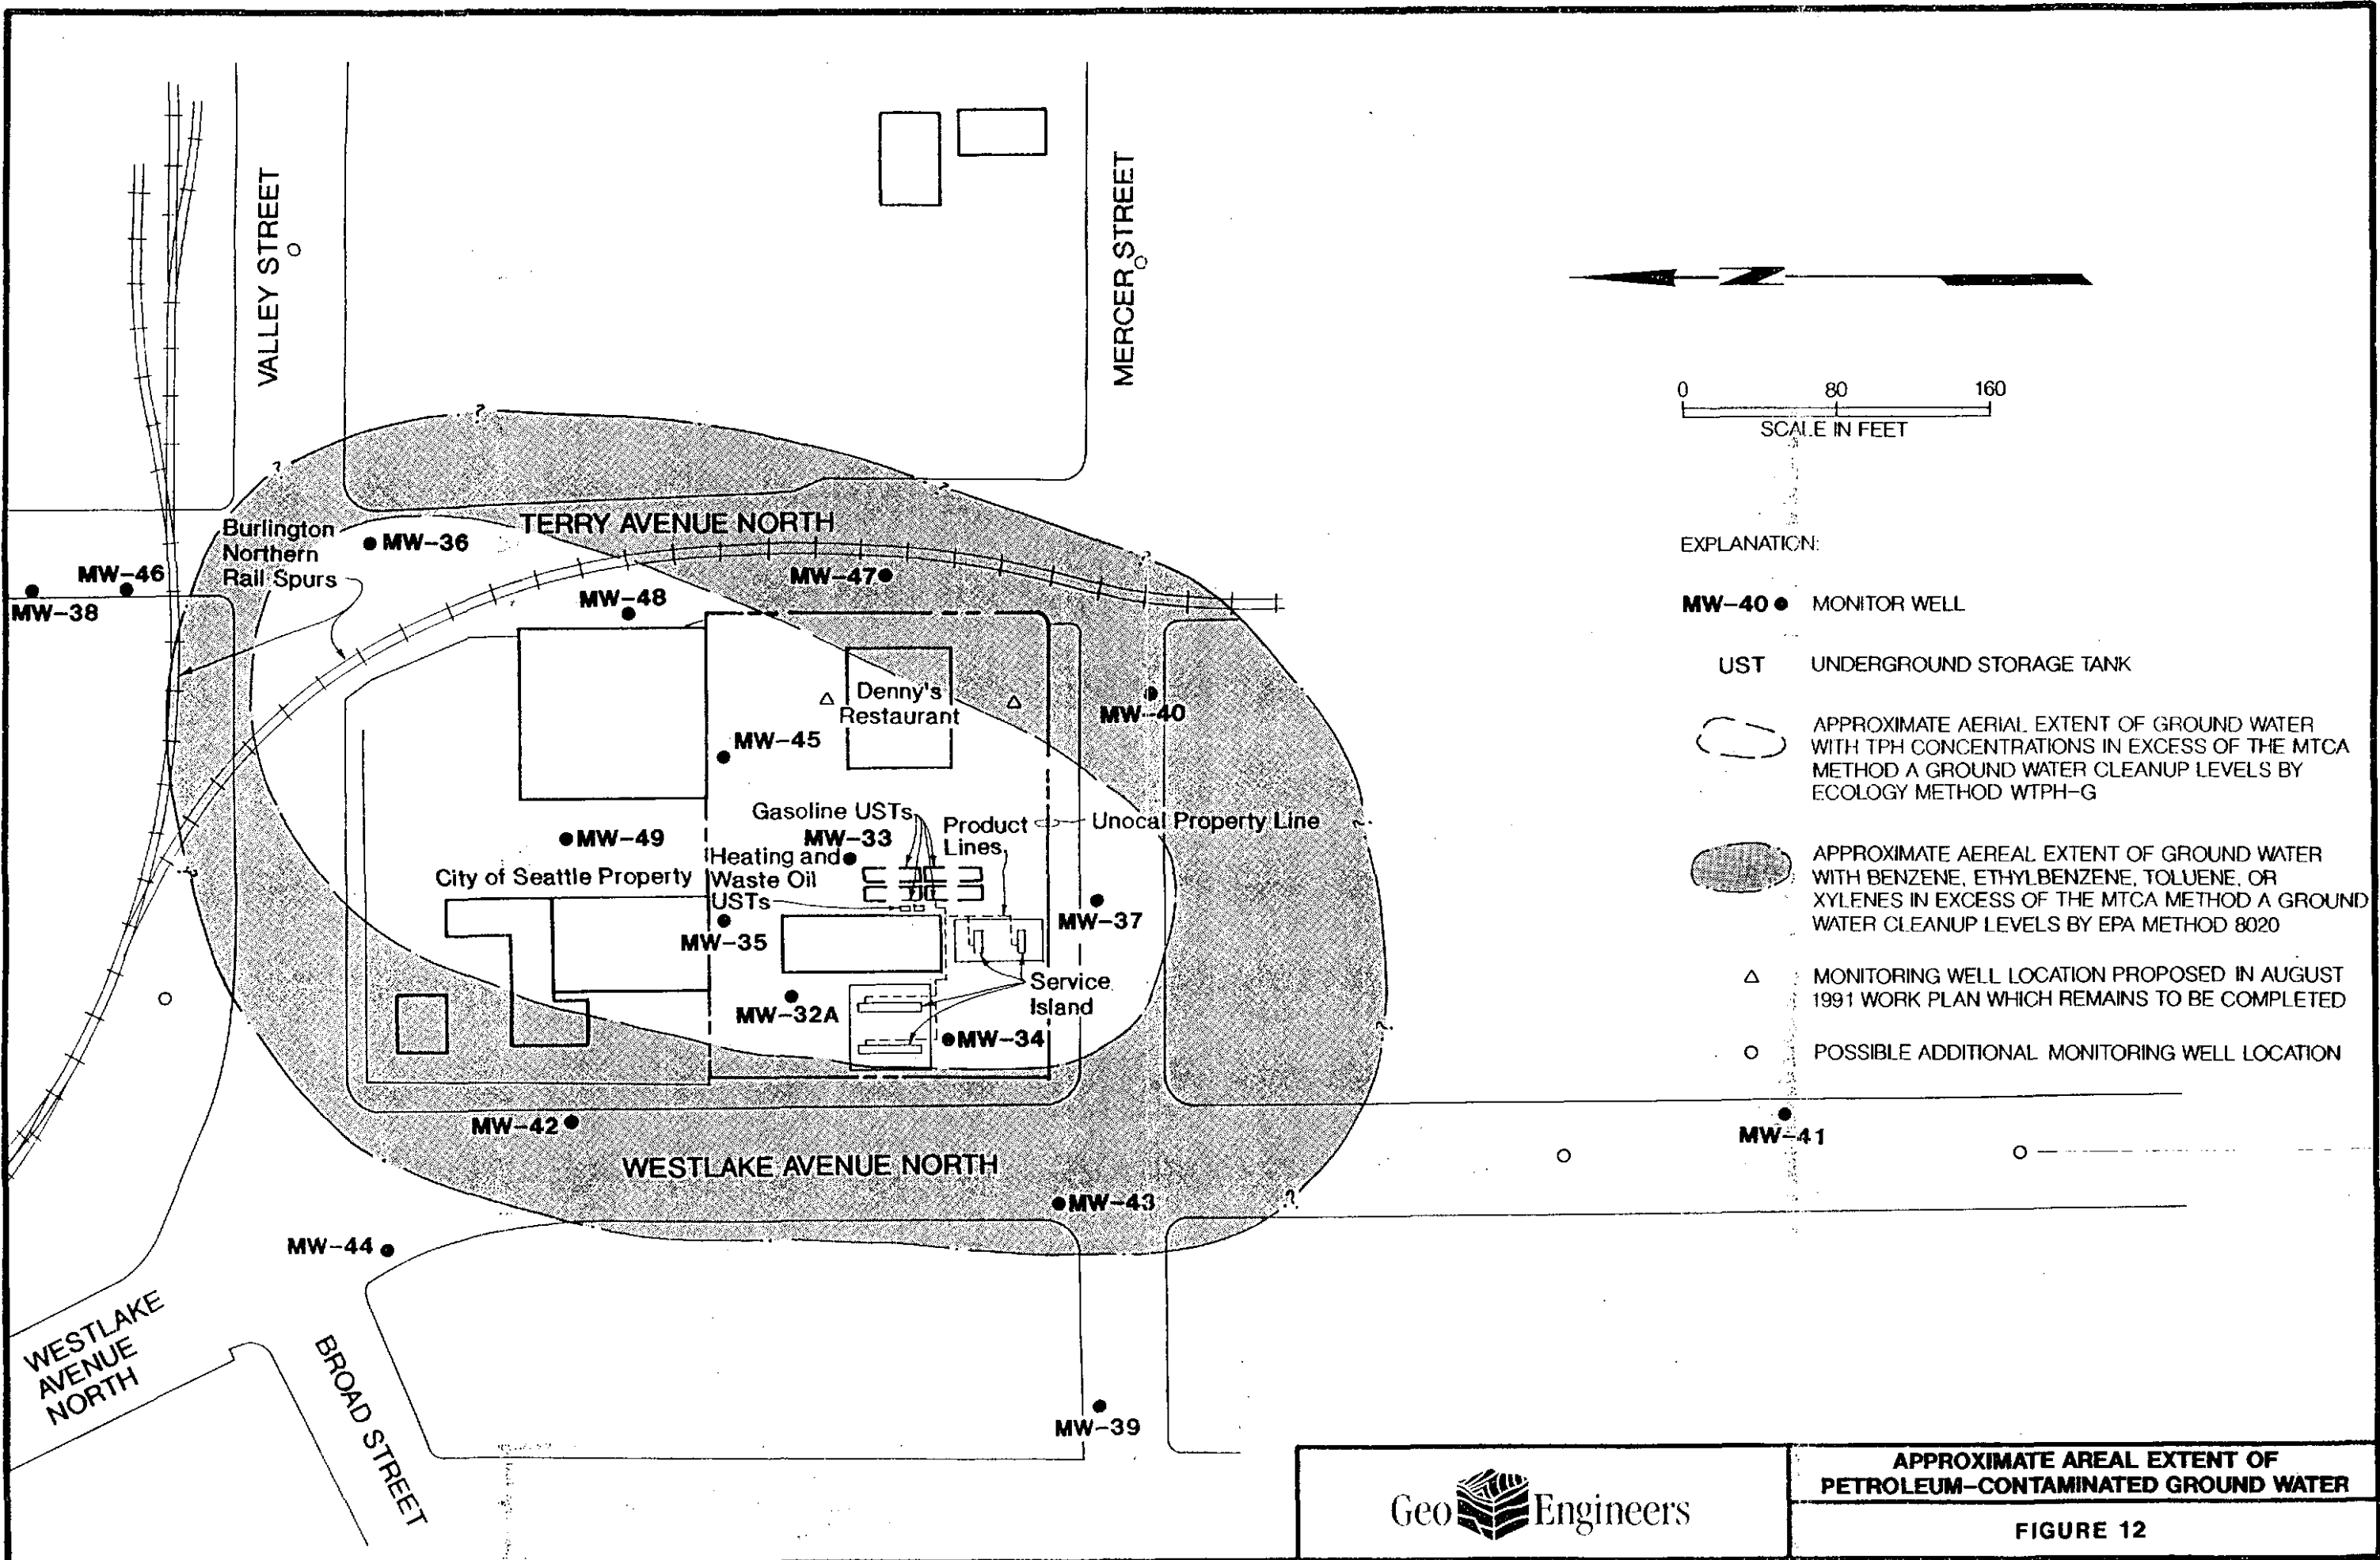 VALLEY STREET
MERCER STREET
0 80 160
SCALE IN FEET
EXPLANATION:
MW-40 MONITOR WELL
UST UNDERGROUND STORAGE TANK
APPROXIMATE AERIAL EXTENT OF GROUND WATER
WITH TPH CONCENTRATIONS IN EXCESS OF THE MTCA
METHOD A GROUND WATER CLEANUP LEVELS BY
ECOLOGY METHOD WTPH-G
APPROXIMATE AEREAL EXTENT OF GROUND WATER
WITH BENZENE, ETHYLBENZENE, TOLUENE, OR
XYLENES IN EXCESS OF THE MTCA METHOD A GROUND
WATER CLEANUP LEVELS BY EPA METHOD 8020
MONITORING WELL LOCATION PROPOSED IN AUGUST
1991 WORK PLAN WHICH REMAINS TO BE COMPLETED
POSSIBLE ADDITIONAL MONITORING WELL LOCATION
N
?
?
?
?
?
?
?
?
TERRY AVENUE NORTH
Burlington
Northern
Rail Spurs
MW-36
MW-46
MW-38
MW-47
MW-48
Denny's
Restaurant
MW-40
MW-45
Gasoline USTs
MW-33
Product
Lines
Unocal Property Line
MW-49
Heating and
Waste Oil
USTs
City of Seattle Property
MW-35
MW-37
Service
Island
MW-32A
MW-34
MW-42
WESTLAKE AVENUE NORTH
MW-43
MW-41
MW-44
WESTLAKE
AVENUE
NORTH
BROAD STREET
MW-39
GeoEngineers
APPROXIMATE AREAL EXTENT OF
PETROLEUM-CONTAMINATED GROUND WATER
FIGURE 12